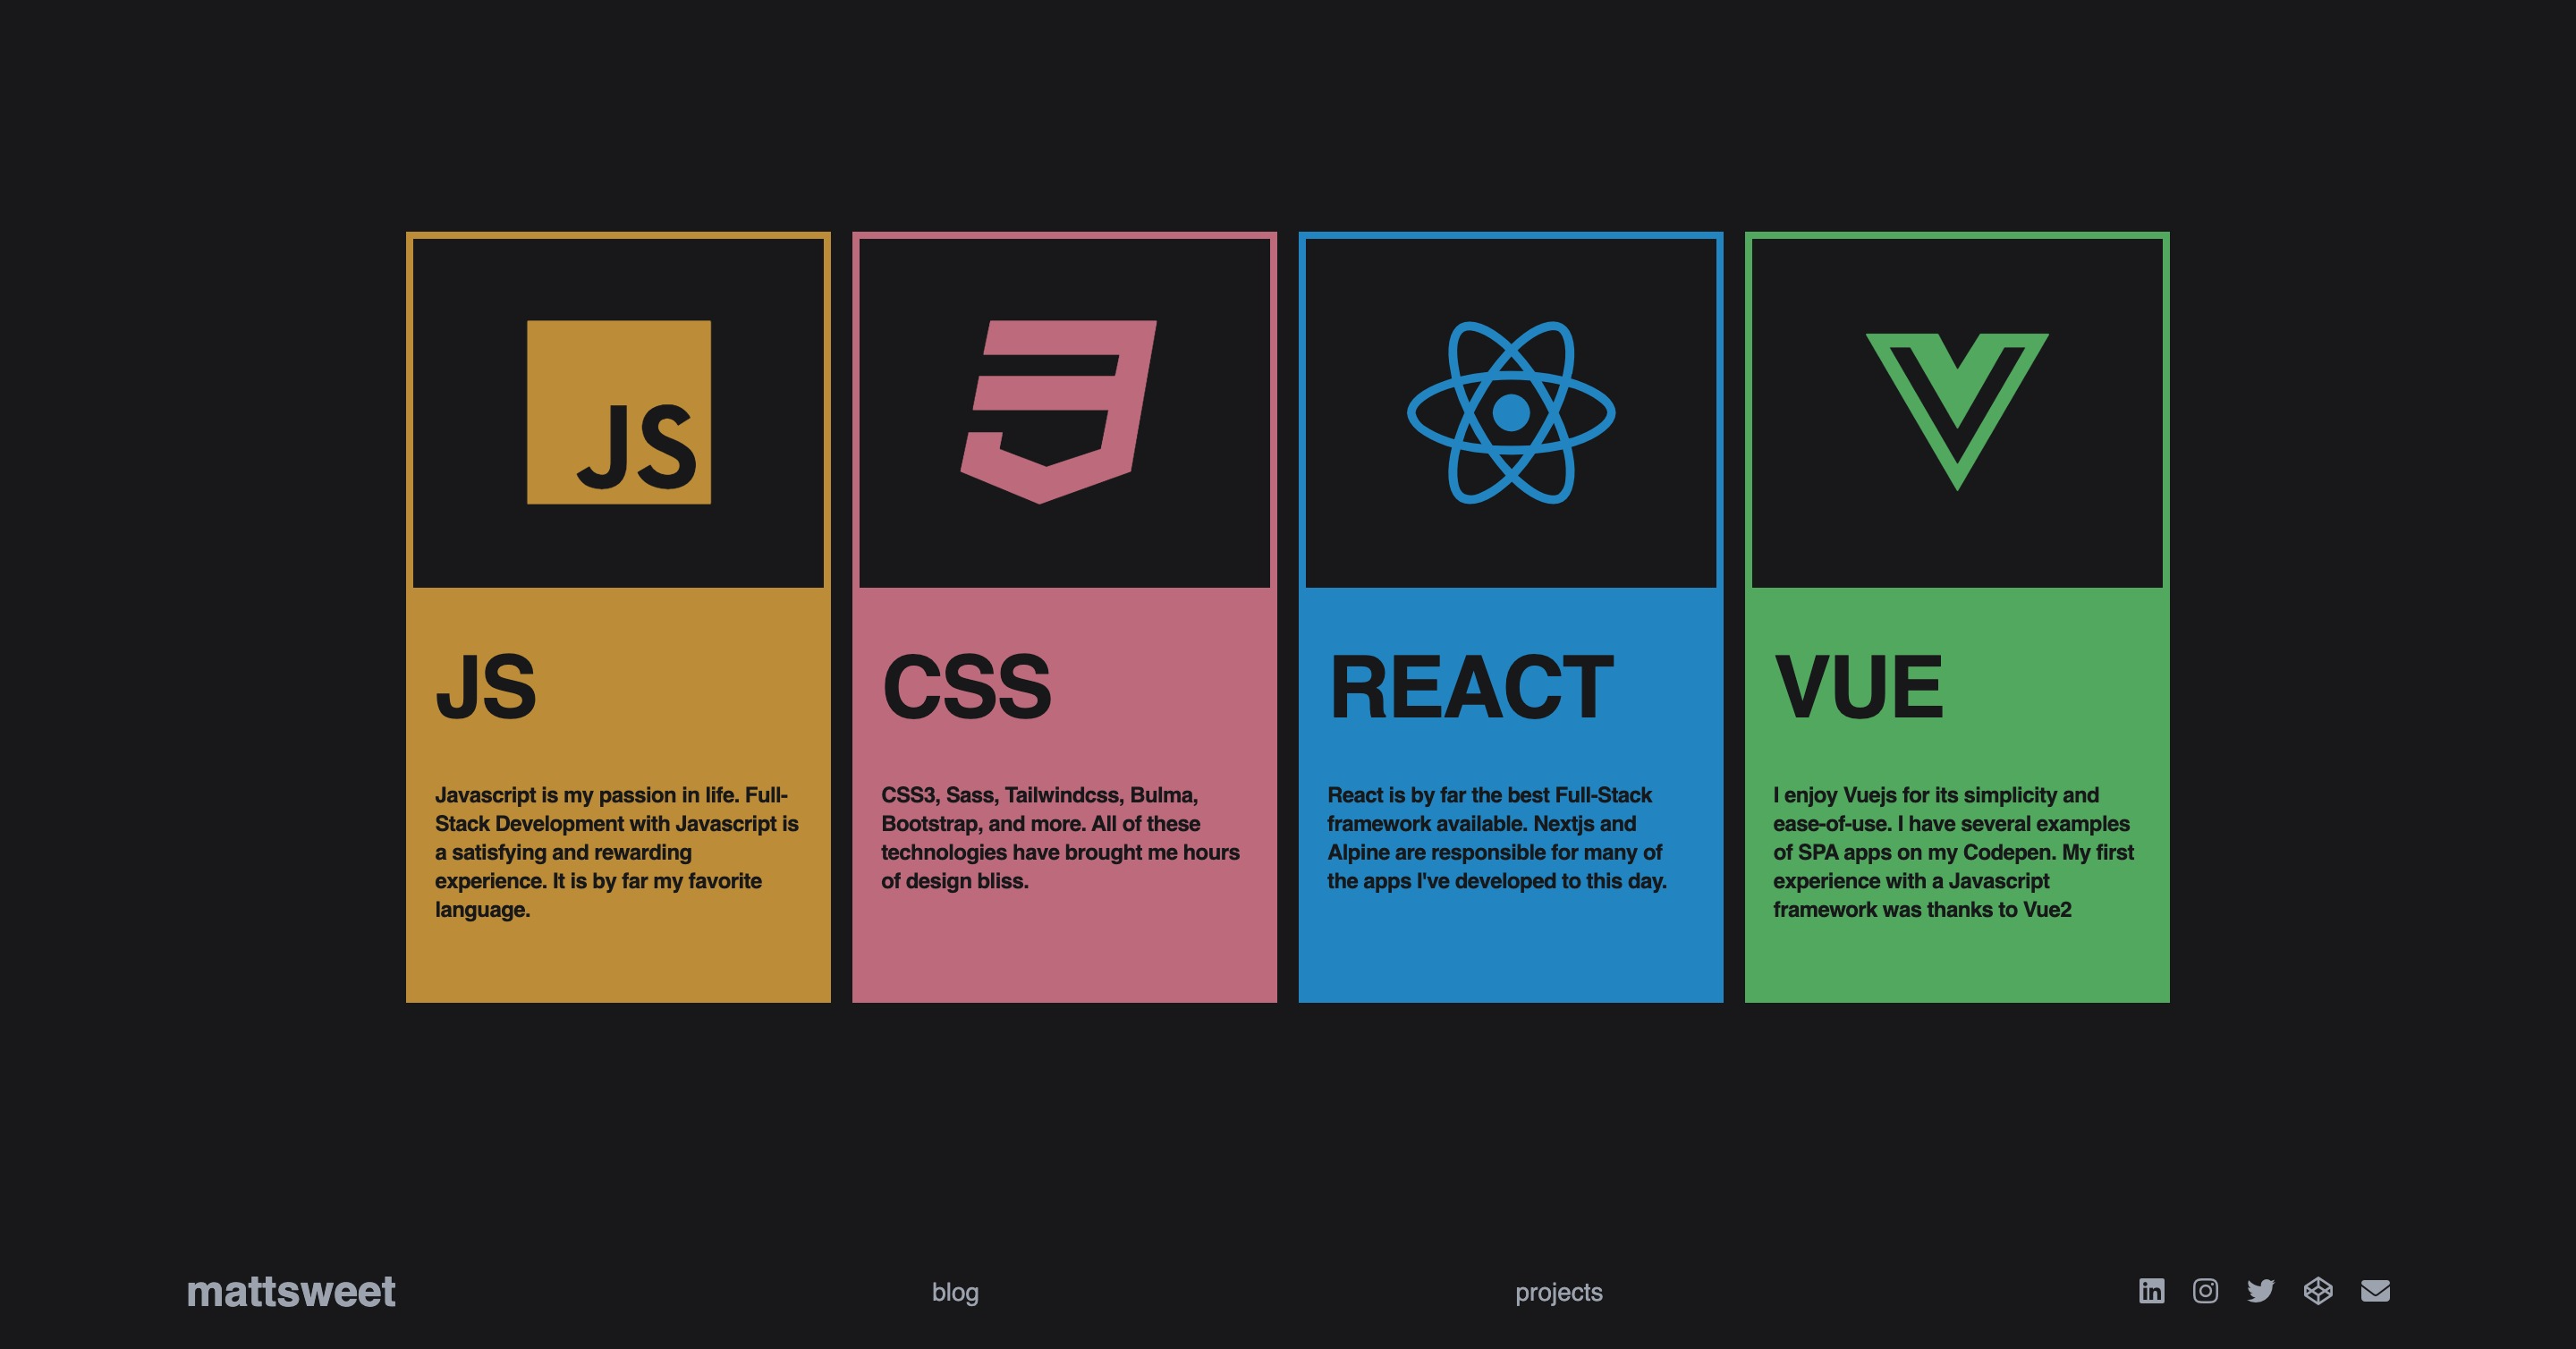 JS
JS
Javascript is my passion in life. Full-
Stack Development with Javascript is
a satisfying and rewarding
experience. It is by far my favorite
language.
CSS
CSS3, Sass, Tailwindcss, Bulma,
Bootstrap, and more. All of these
technologies have brought me hours
of design bliss.
REACT
React is by far the best Full-Stack
framework available. Nextjs and
Alpine are responsible for many of
the apps I've developed to this day.
VUE
I enjoy Vuejs for its simplicity and
ease-of-use. I have several examples
of SPA apps on my Codepen. My first
experience with a Javascript
framework was thanks to Vue2
mattsweet
blog
projects
in